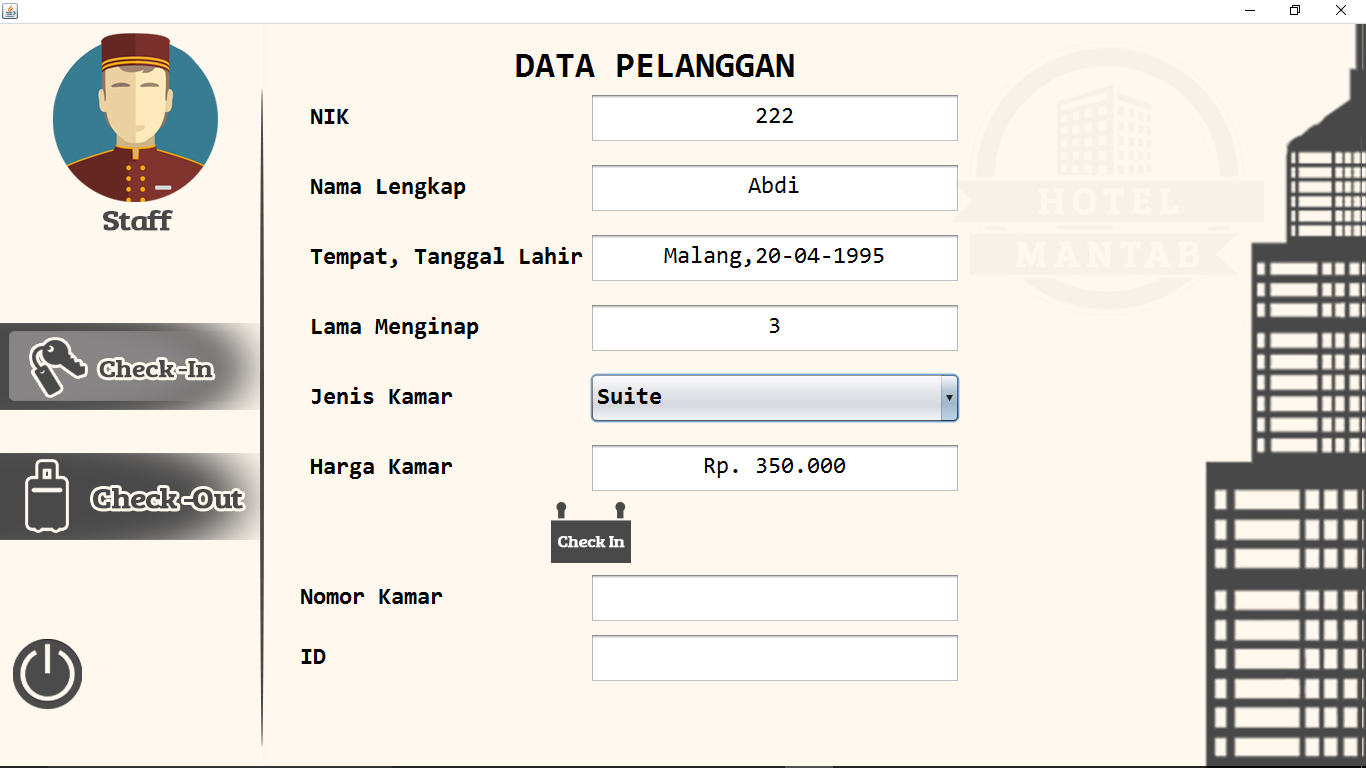 Staff
Check-In
Check-Out
DATA PELANGGAN
NIK 222
Nama Lengkap Abdi
Tempat, Tanggal Lahir Malang,20-04-1995
Lama Menginap 3
Jenis Kamar Suite
Harga Kamar Rp. 350.000
Check In
Nomor Kamar
ID
HOTEL
MANTAB